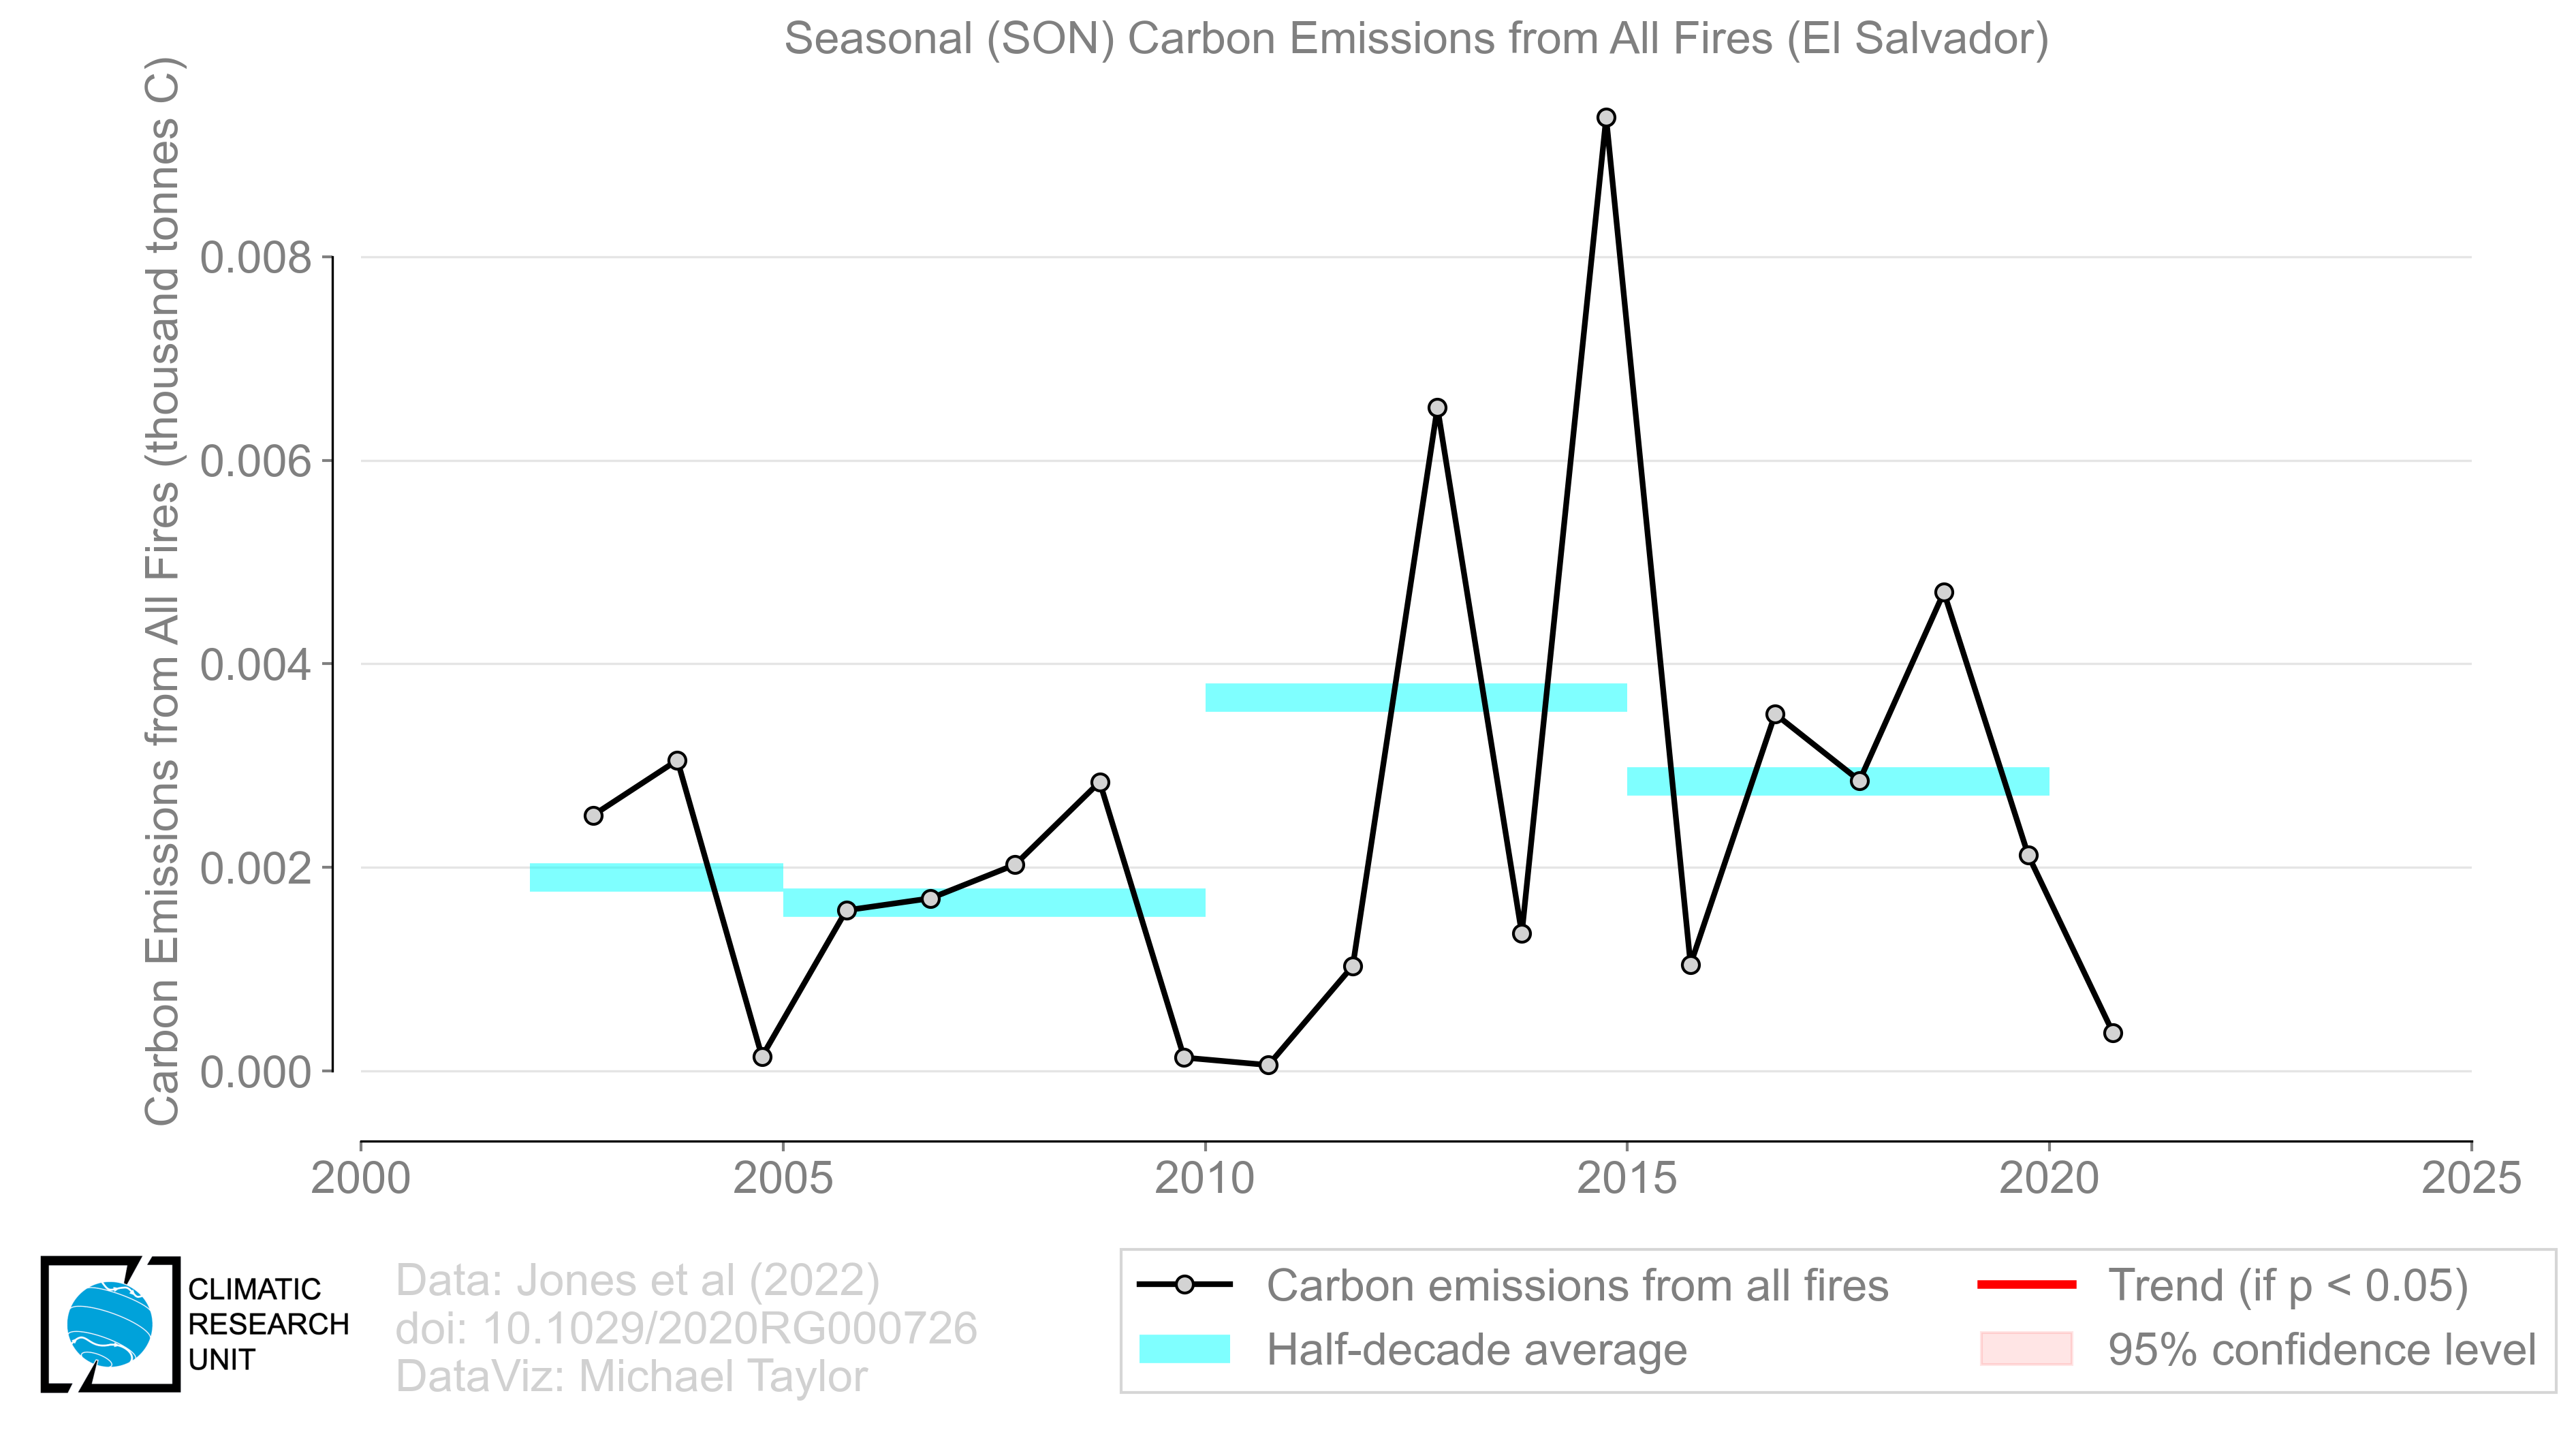 Seasonal (SON) Carbon Emissions from All Fires (El Salvador)
Carbon Emissions from All Fires (thousand tonnes C)
0.008
0.006
0.004
0.002
0.000
2000
2005
2010
2015
2020
2025
CLIMATIC
RESEARCH
UNIT
Data: Jones et al (2022)
doi: 10.1029/2020RG000726
DataViz: Michael Taylor
Carbon emissions from all fires
Half-decade average
Trend (if p < 0.05)
95% confidence level